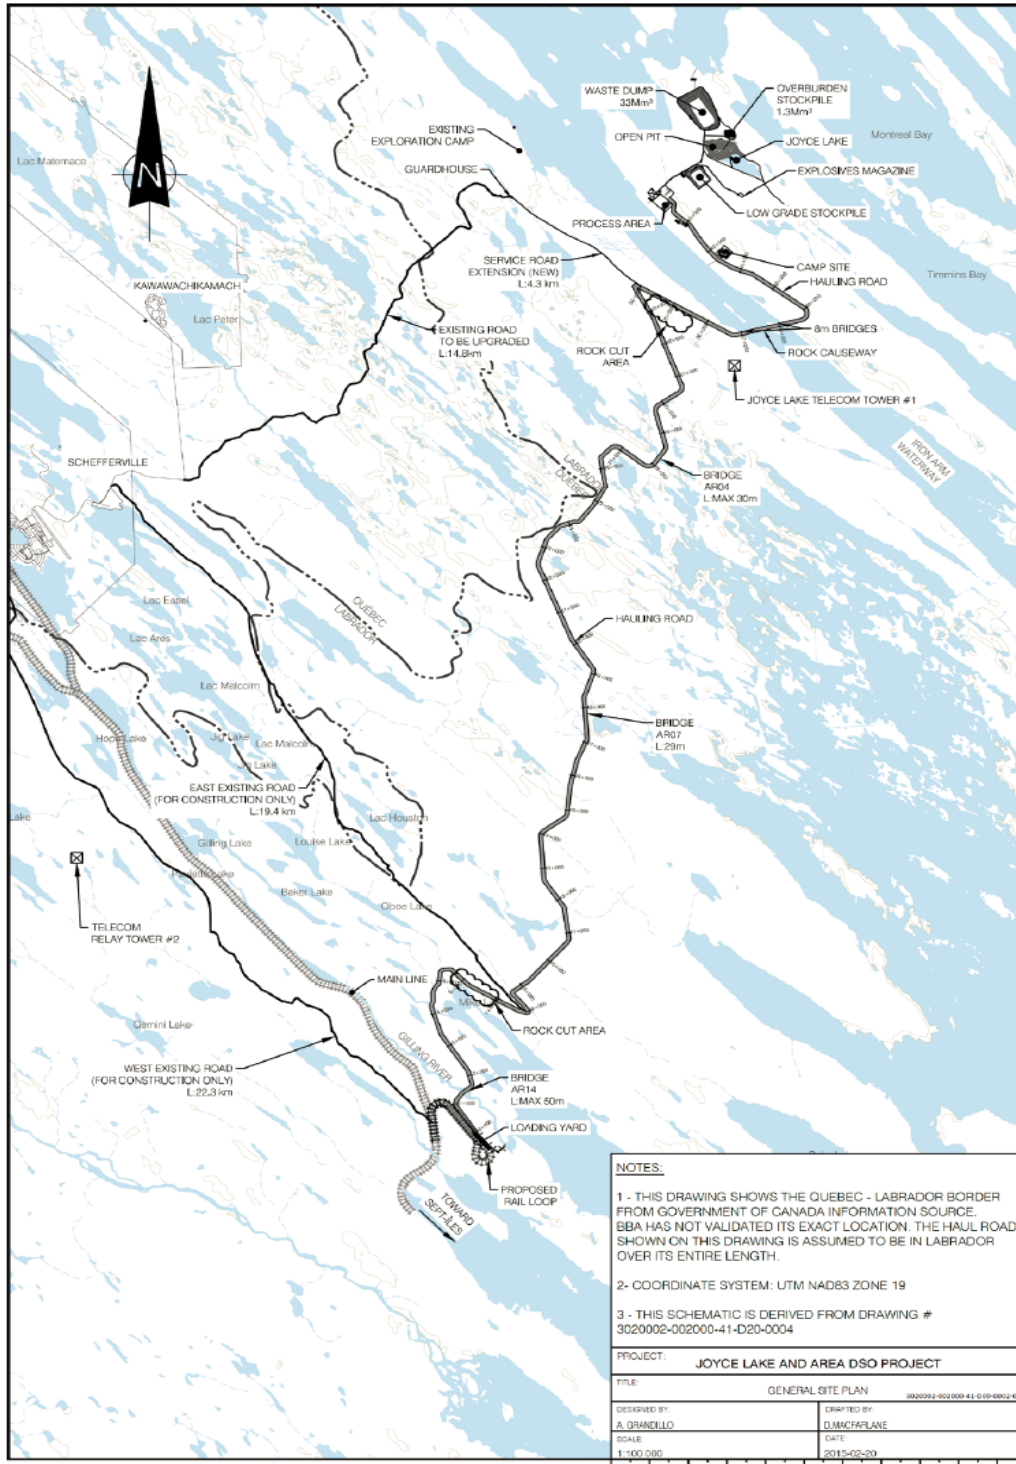 WASTE DUMP
33Mm³
OVERBURDEN
STOCKPILE
1.3Mm³
EXISTING
EXPLORATION CAMP
OPEN PIT
JOYCE LAKE
Montreal Bay
Lac Matemace
GUARDHOUSE
EXPLOSIVES MAGAZINE
N
LOW GRADE STOCKPILE
PROCESS AREA
SERVICE ROAD
EXTENSION (NEW)
L:4.3 km
CAMP SITE
HAULING ROAD
Timmins Bay
KAWAWACHIKAMACH
Lac Peter
EXISTING ROAD
TO BE UPGRADED
L:14.8km
ROCK CUT
AREA
8m BRIDGES
ROCK CAUSEWAY
JOYCE LAKE TELECOM TOWER #1
IRON ARM
WATERWAY
SCHEFFERVILLE
LABRADOR
QUÉBEC
BRIDGE
AR04
L:MAX 30m
Lac Easel
QUÉBEC
LABRADOR
HAULING ROAD
Lac Ares
Lac Malcolm
BRIDGE
AR07
L:29m
Hope Lake
Jig Lake
Lac Malcolm
Jig Lake
EAST EXISTING ROAD
(FOR CONSTRUCTION ONLY)
L:19.4 km
Lake
Lac Houston
Gilling Lake
Louise Lake
Baker Lake
Oboe Lake
TELECOM
RELAY TOWER #2
MAIN LINE
ROCK CUT AREA
Gemini Lake
GILLING RIVER
WEST EXISTING ROAD
(FOR CONSTRUCTION ONLY)
L:22.3 km
BRIDGE
AR14
L:MAX 50m
LOADING YARD
PROPOSED
RAIL LOOP
TOWARD
SEPT-ÎLES
NOTES:
1 - THIS DRAWING SHOWS THE QUEBEC - LABRADOR BORDER
FROM GOVERNMENT OF CANADA INFORMATION SOURCE.
BBA HAS NOT VALIDATED ITS EXACT LOCATION. THE HAUL ROAD
SHOWN ON THIS DRAWING IS ASSUMED TO BE IN LABRADOR
OVER ITS ENTIRE LENGTH.
2- COORDINATE SYSTEM: UTM NAD83 ZONE 19
3 - THIS SCHEMATIC IS DERIVED FROM DRAWING #
3020002-002000-41-D20-0004
PROJECT:
JOYCE LAKE AND AREA DSO PROJECT
TITLE:
GENERAL SITE PLAN
DESIGNED BY:
A. GRANDILLO
DRAFTED BY:
D.MACFARLANE
SCALE
1:100 000
DATE
2015-02-20